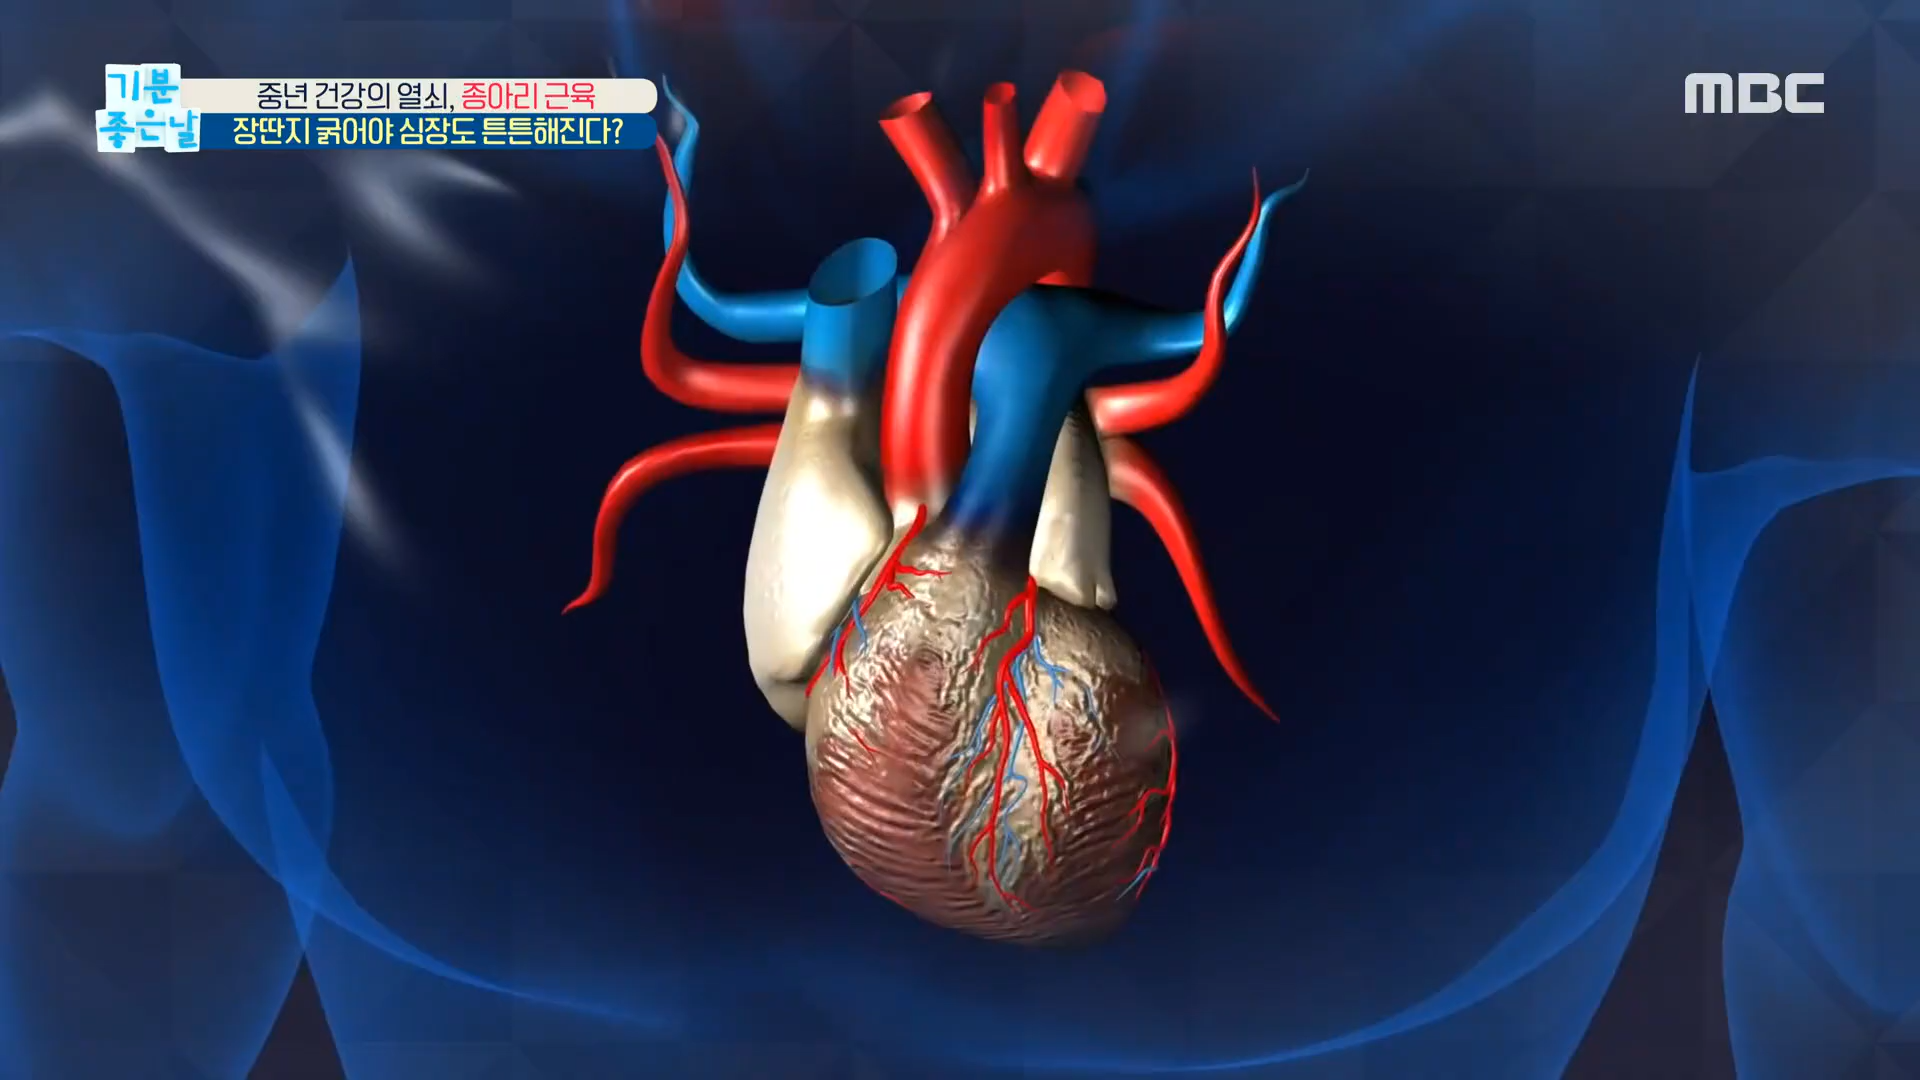 기분
좋은날
중년 건강의 열쇠, 종아리 근육
장딴지 굵어야 심장도 튼튼해진다?
MBC